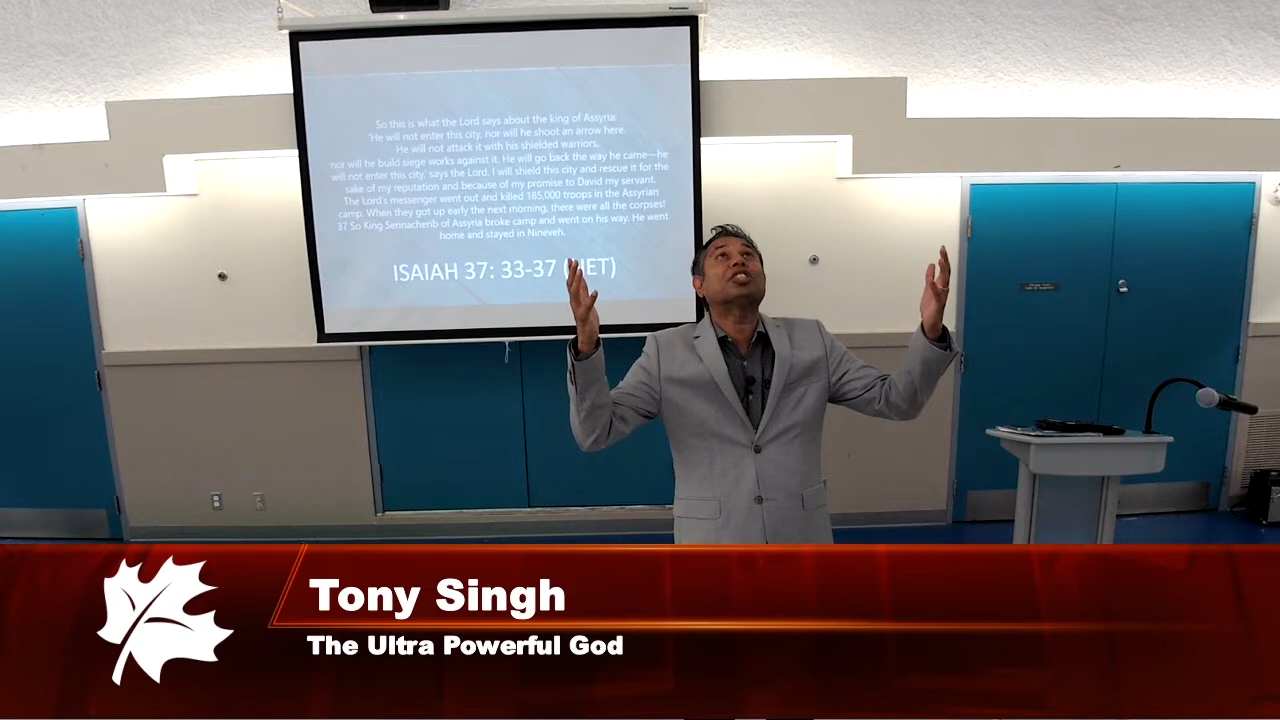 So this is what the Lord says about the king of Assyria:
'He will not enter this city, nor will he shoot an arrow here.
He will not attack it with his shielded warriors,
nor will he build siege works against it. He will go back the way he came—he
will not enter this city,' says the Lord. I will shield this city and rescue it for the
sake of my reputation and because of my promise to David my servant.
The Lord's messenger went out and killed 185,000 troops in the Assyrian
camp. When they got up early the next morning, there were all the corpses!
37 So King Sennacherib of Assyria broke camp and went on his way. He went
home and stayed in Nineveh.
ISAIAH 37: 33-37 (NET)
Tony Singh
The Ultra Powerful God